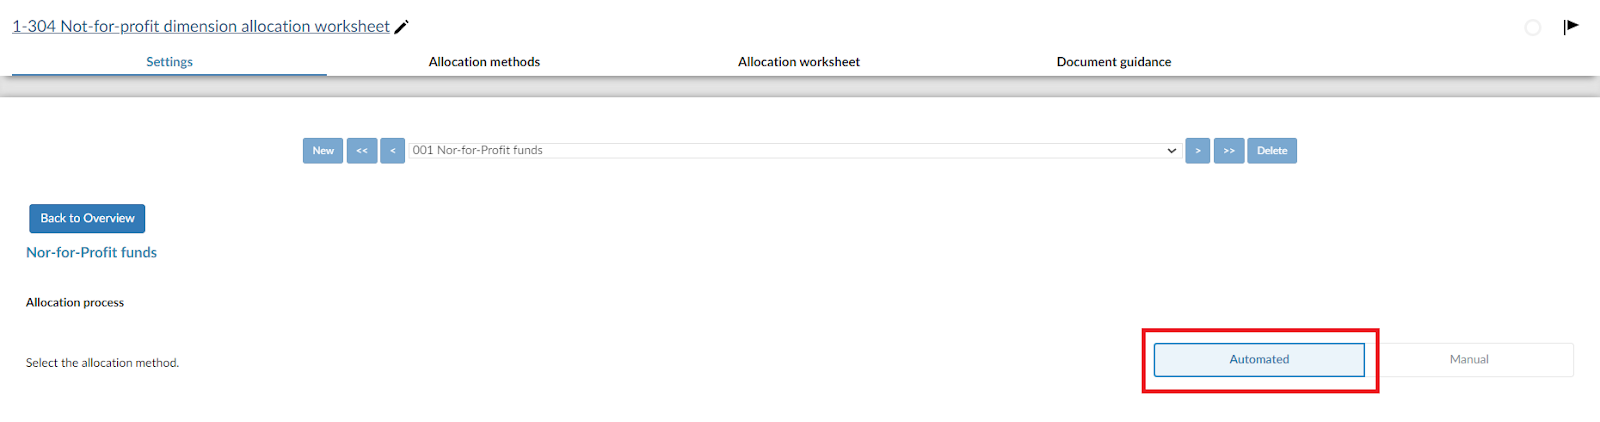 1-304 Not-for-profit dimension allocation worksheet
Settings Allocation methods Allocation worksheet Document guidance
New << < 001 Nor-for-Profit funds > >> Delete
Back to Overview
Nor-for-Profit funds
Allocation process
Select the allocation method. Automated Manual